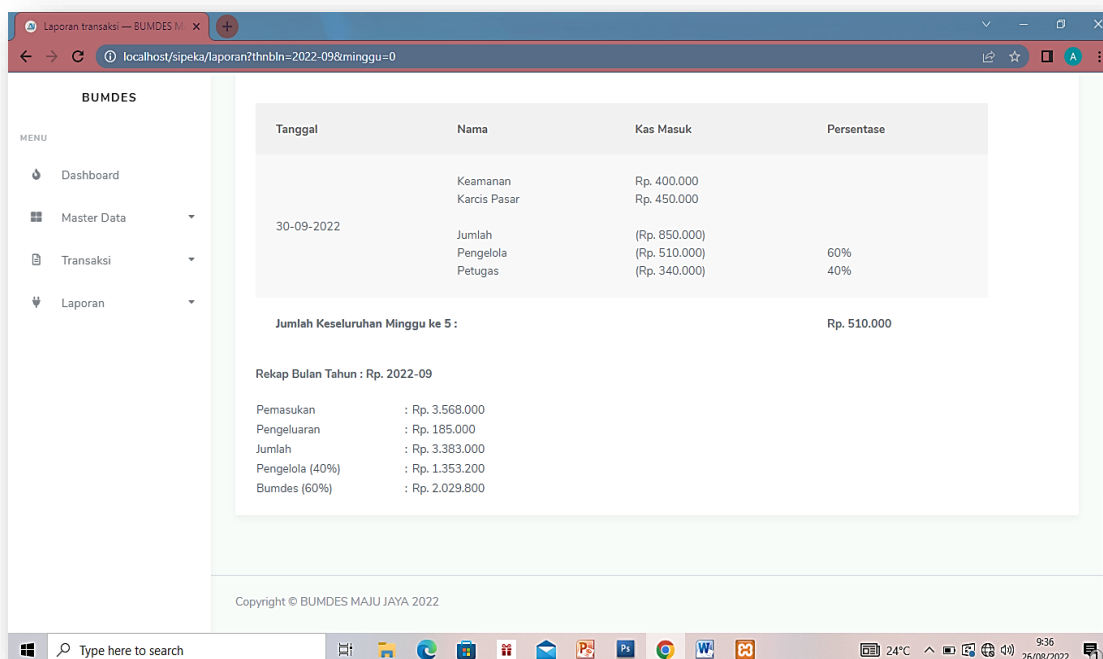 Laporan transaksi — BUMDES M
localhost/sipeka/laporan?thnbln=2022-09&minggu=0
A
BUMDES
MENU
Dashboard
Master Data
Transaksi
Laporan
Tanggal Nama Kas Masuk Persentase
Keamanan Rp. 400.000
Karcis Pasar Rp. 450.000
30-09-2022
Jumlah (Rp. 850.000)
Pengelola (Rp. 510.000) 60%
Petugas (Rp. 340.000) 40%
Jumlah Keseluruhan Minggu ke 5 : Rp. 510.000
Rekap Bulan Tahun : Rp. 2022-09
Pemasukan : Rp. 3.568.000
Pengeluaran : Rp. 185.000
Jumlah : Rp. 3.383.000
Pengelola (40%) : Rp. 1.353.200
Bumdes (60%) : Rp. 2.029.800
Copyright © BUMDES MAJU JAYA 2022
Type here to search
24°C
9:36
26/08/2022